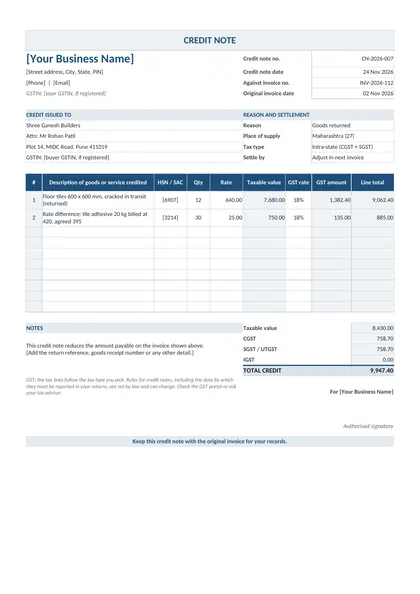 CREDIT NOTE
[Your Business Name]
[Street address, City, State, PIN]
[Phone] | [Email]
GSTIN: [your GSTIN, if registered]
Credit note no. CN-2026-007
Credit note date 24 Nov 2026
Against invoice no. INV-2026-112
Original invoice date 02 Nov 2026
CREDIT ISSUED TO
Shree Ganesh Builders
Attn: Mr Rohan Patil
Plot 14, MIDC Road, Pune 411019
GSTIN: [buyer GSTIN, if registered]
REASON AND SETTLEMENT
Reason Goods returned
Place of supply Maharashtra (27)
Tax type Intra-state (CGST + SGST)
Settle by Adjust in next invoice
# Description of goods or service credited HSN / SAC Qty Rate Taxable value GST rate GST amount Line total
1 Floor tiles 600 x 600 mm, cracked in transit (returned) [6907] 12 640.00 7,680.00 18% 1,382.40 9,062.40
2 Rate difference: tile adhesive 20 kg billed at 420, agreed 395 [3214] 30 25.00 750.00 18% 135.00 885.00
NOTES
This credit note reduces the amount payable on the invoice shown above.
[Add the return reference, goods receipt number or any other detail.]
Taxable value 8,430.00
CGST 758.70
SGST / UTGST 758.70
IGST 0.00
TOTAL CREDIT 9,947.40
GST: the tax lines follow the tax type you pick. Rules for credit notes, including the date by which
they must be reported in your returns, are set by law and can change. Check the GST portal or ask
your tax adviser.
For [Your Business Name]
Authorised signatory
Keep this credit note with the original invoice for your records.